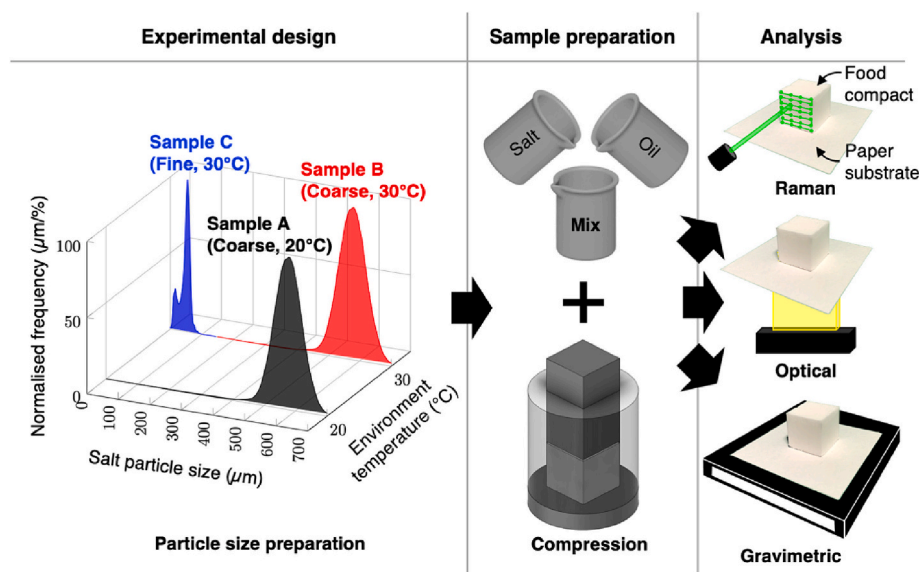 Experimental design
Sample preparation
Analysis
Sample C
(Fine, 30°C)
Sample B
(Coarse, 30°C)
Sample A
(Coarse, 20°C)
Normalised frequency (µm/%)
100
50
0
0
100
200
300
400
500
600
700
Salt particle size (µm)
20
30
Environment
temperature (°C)
Particle size preparation
Salt
Oil
Mix
Compression
Food
compact
Paper
substrate
Raman
Optical
Gravimetric